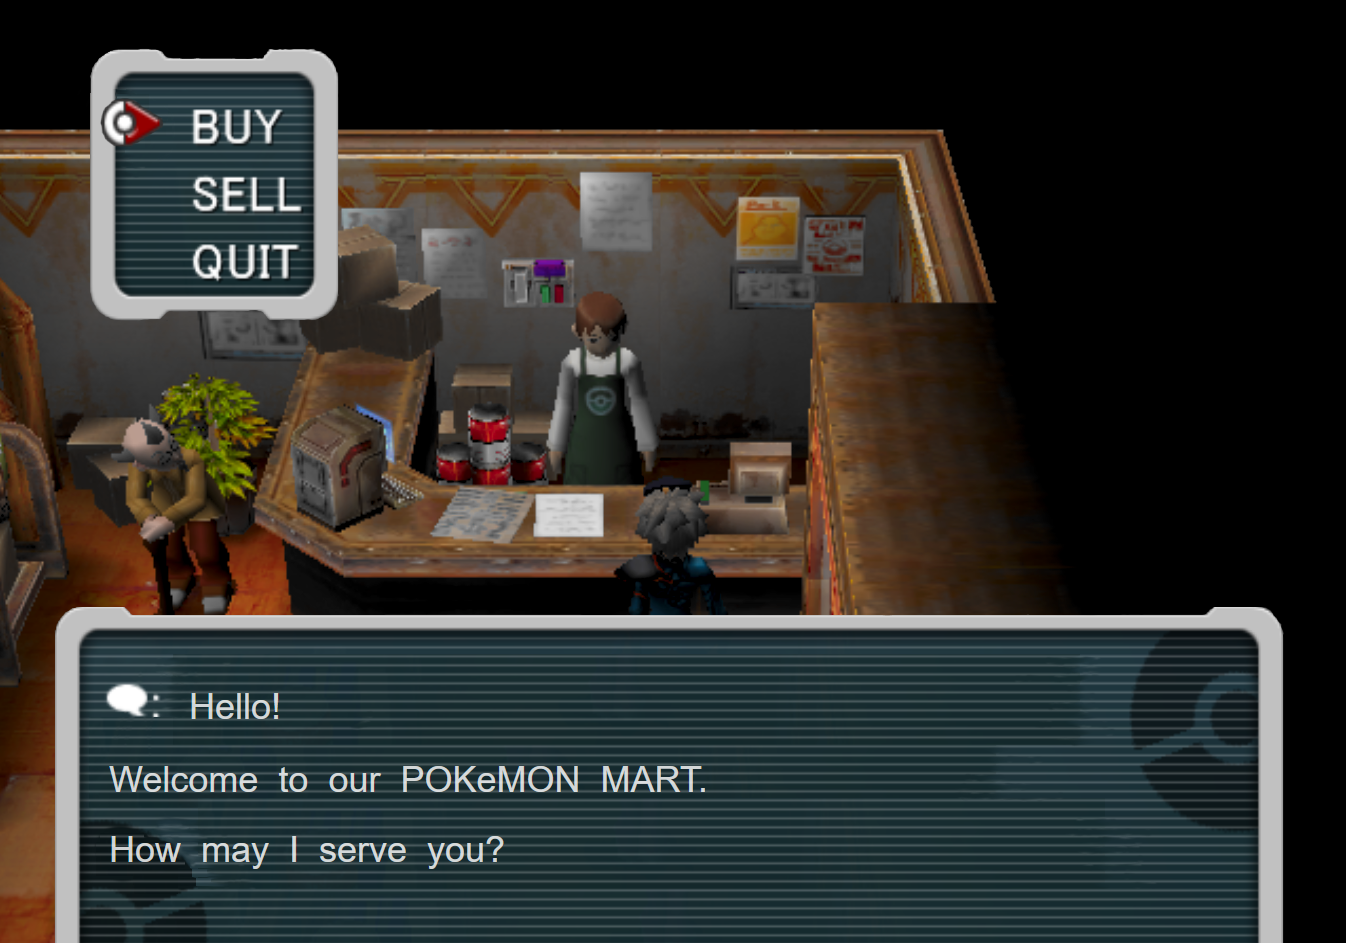 BUY
SELL
QUIT
: Hello!
Welcome to our POKeMON MART.
How may I serve you?